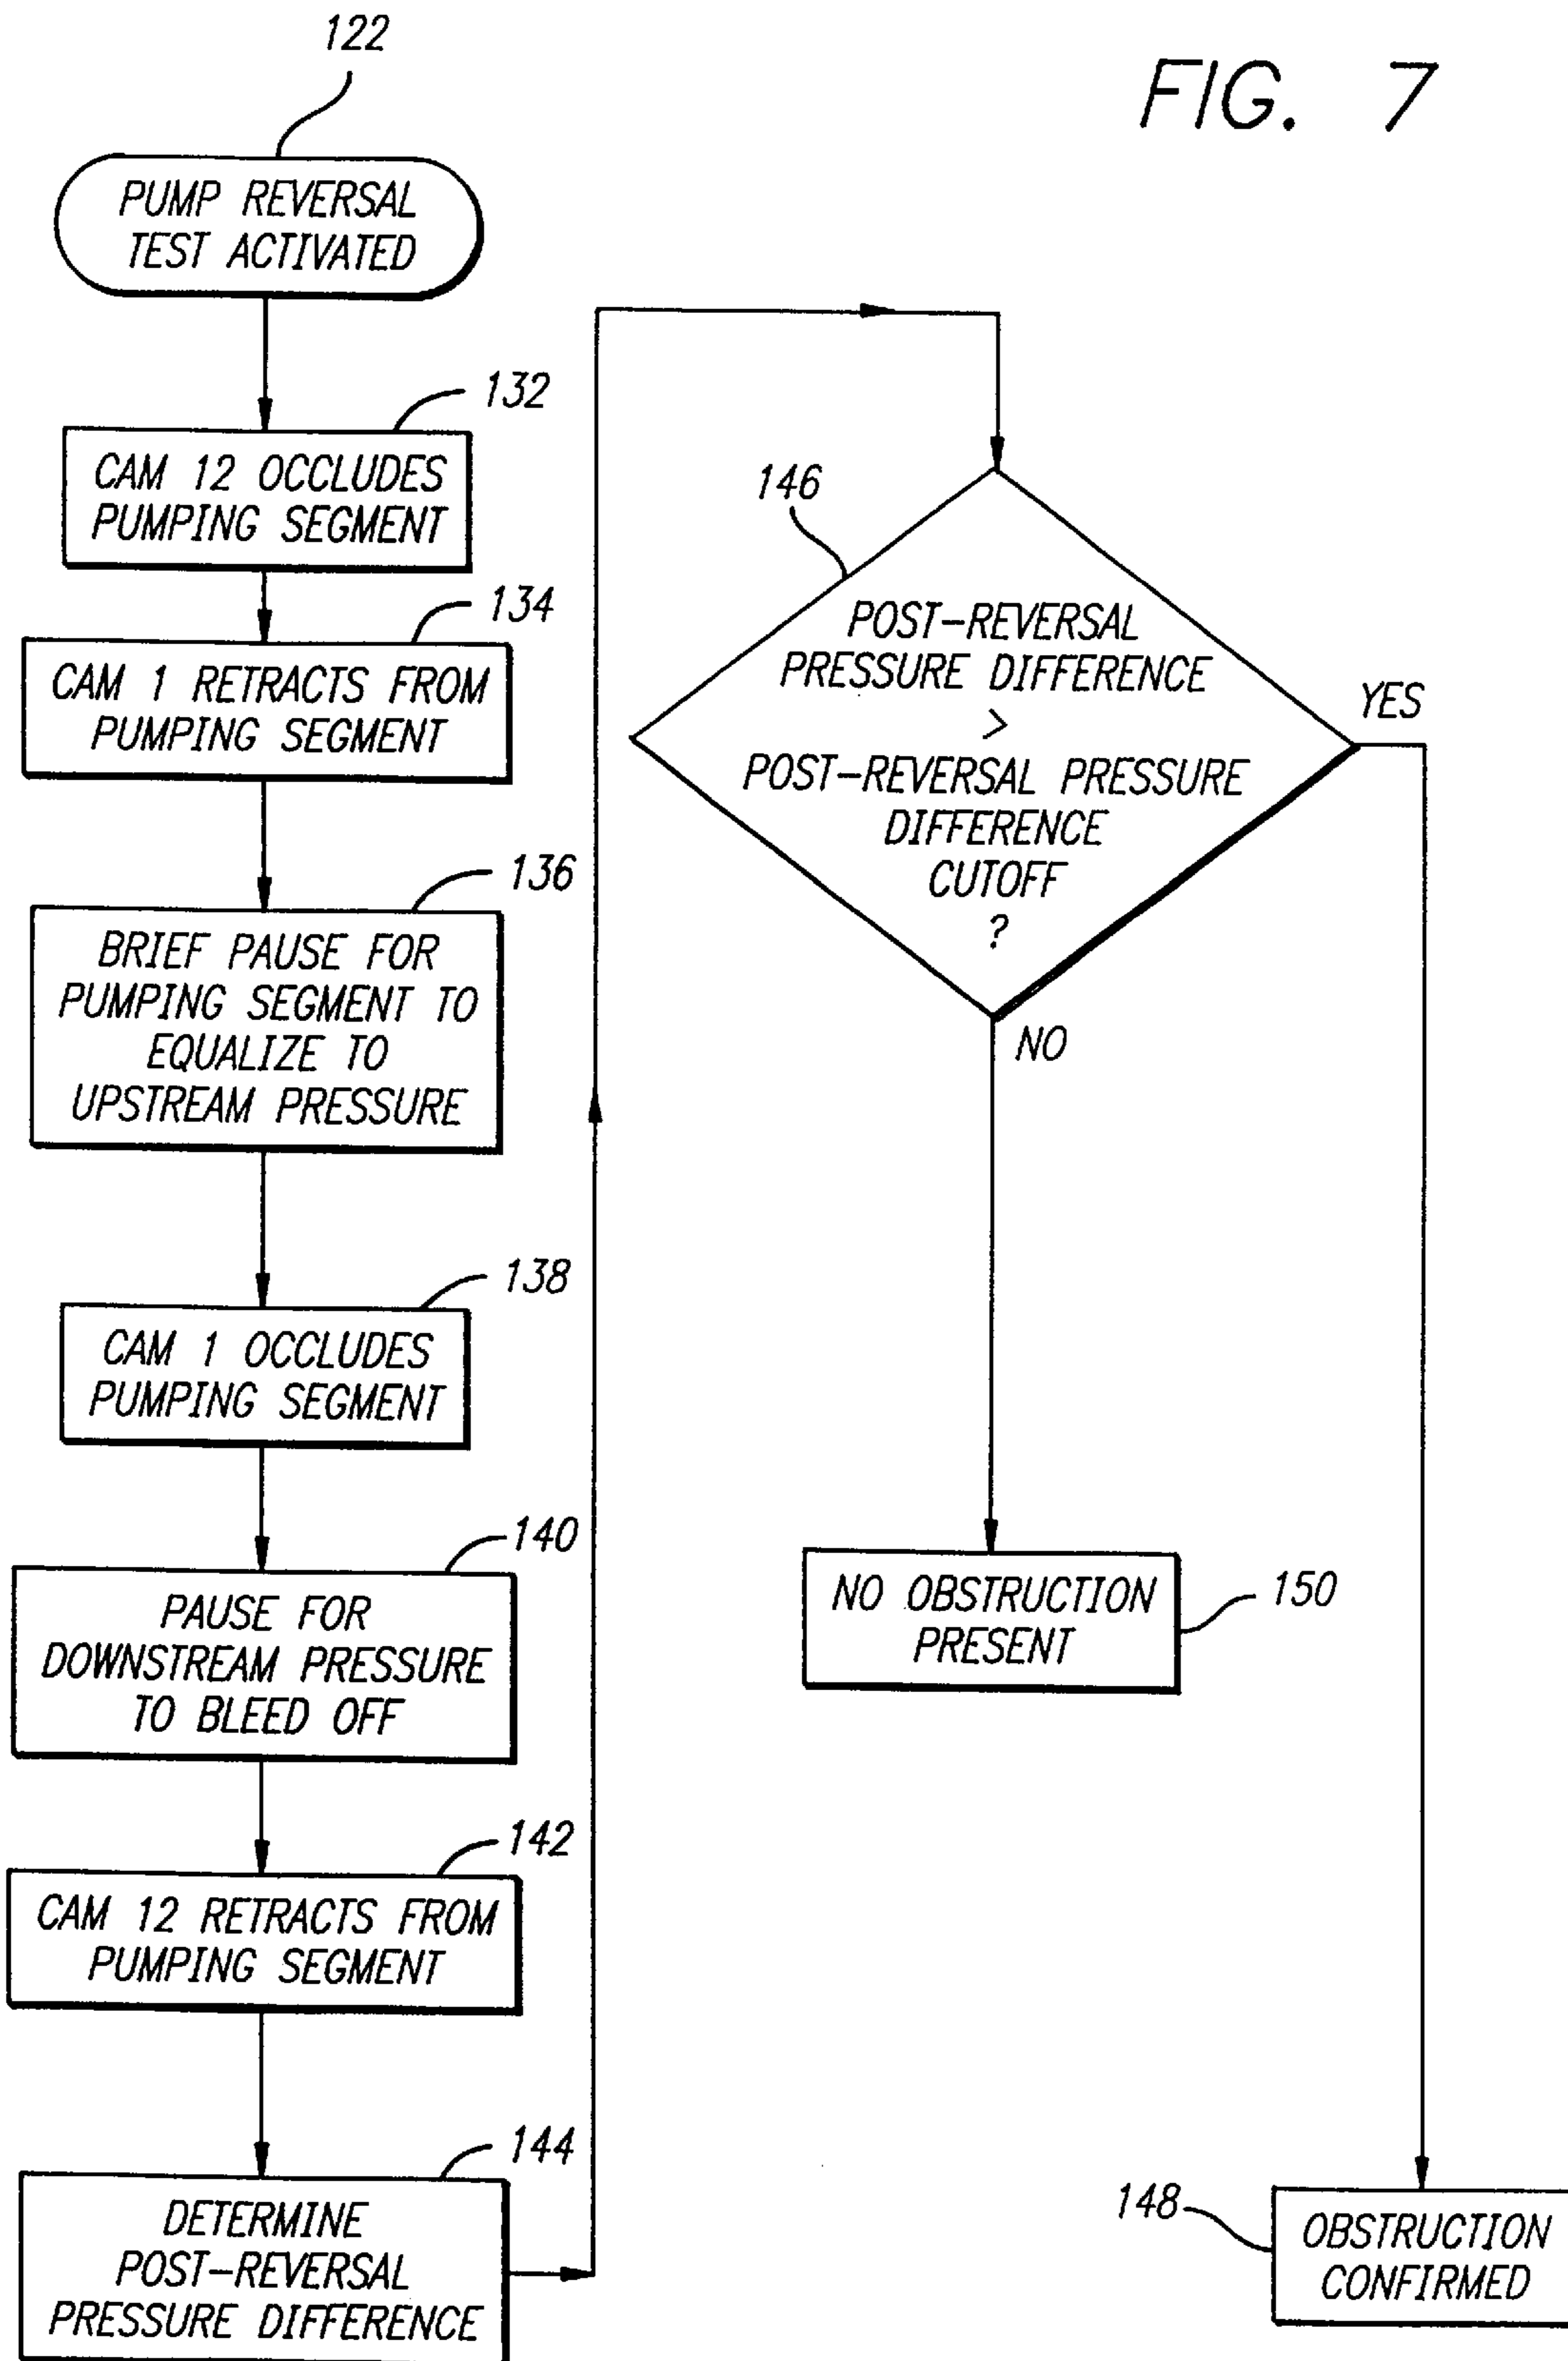 FIG. 7
122
PUMP REVERSAL
TEST ACTIVATED
132
CAM 12 OCCLUDES
PUMPING SEGMENT
134
CAM 1 RETRACTS FROM
PUMPING SEGMENT
136
BRIEF PAUSE FOR
PUMPING SEGMENT TO
EQUALIZE TO
UPSTREAM PRESSURE
138
CAM 1 OCCLUDES
PUMPING SEGMENT
140
PAUSE FOR
DOWNSTREAM PRESSURE
TO BLEED OFF
142
CAM 12 RETRACTS FROM
PUMPING SEGMENT
144
DETERMINE
POST-REVERSAL
PRESSURE DIFFERENCE
146
POST-REVERSAL
PRESSURE DIFFERENCE
>
POST-REVERSAL PRESSURE
DIFFERENCE
CUTOFF
?
YES
NO
NO OBSTRUCTION
PRESENT
150
148
OBSTRUCTION
CONFIRMED